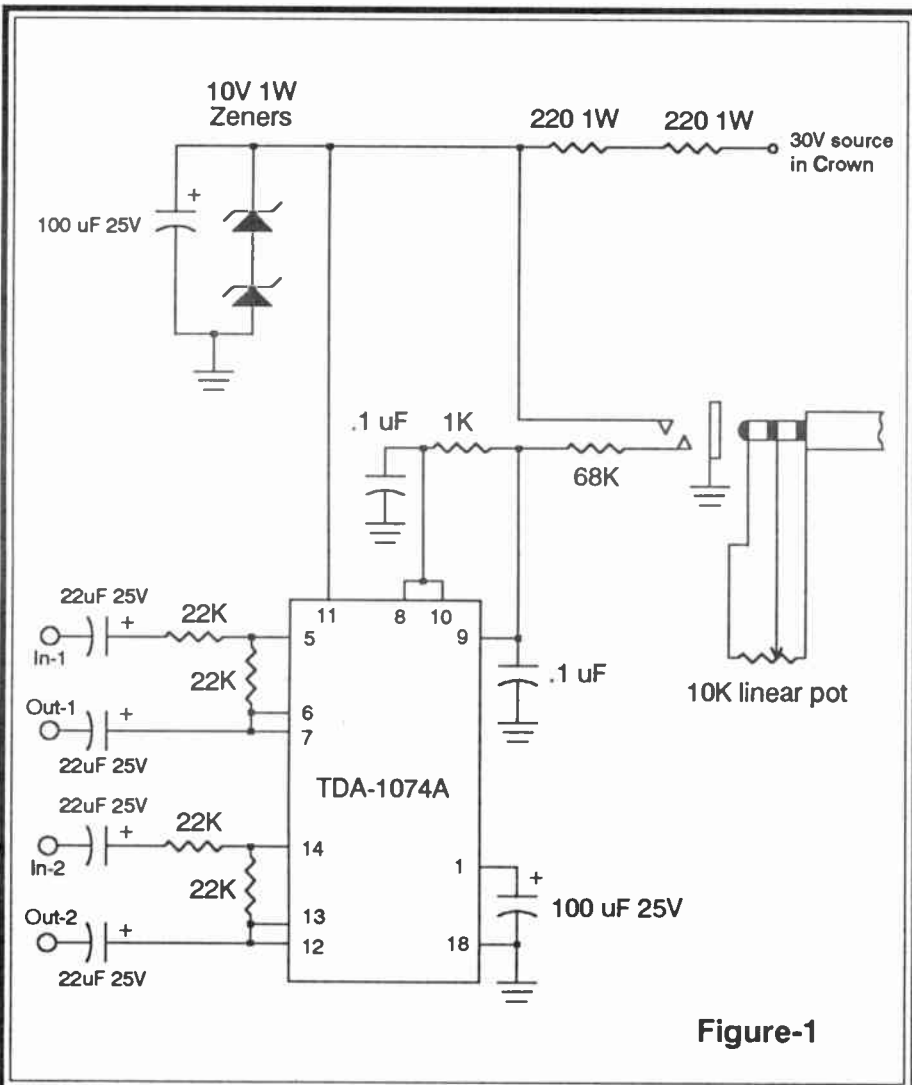 10V 1W
Zeners
220 1W
220 1W
30V source
in Crown
+
100 uF 25V
.1 uF
1K
68K
22uF 25V
+
22K
In-1
22K
Out-1
+
22uF 25V
22uF 25V
+
22K
In-2
22K
Out-2
+
22uF 25V
11
8
10
5
9
6
7
TDA-1074A
14
1
13
12
18
.1 uF
10K linear pot
+
100 uF 25V
Figure-1